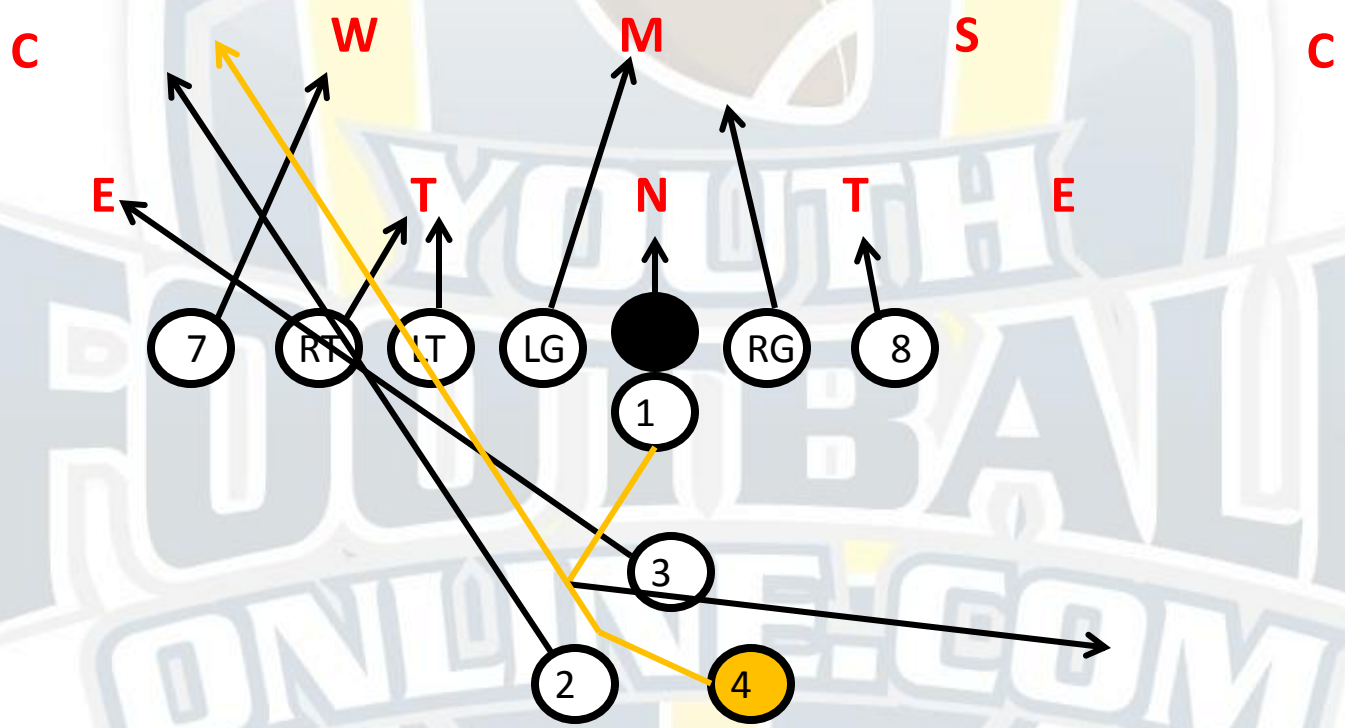 C W M S C
E T N T E
7 RT LT LG RG 8
1
3
2 4
YOUTH
FOOTBALL
ONLINE.COM